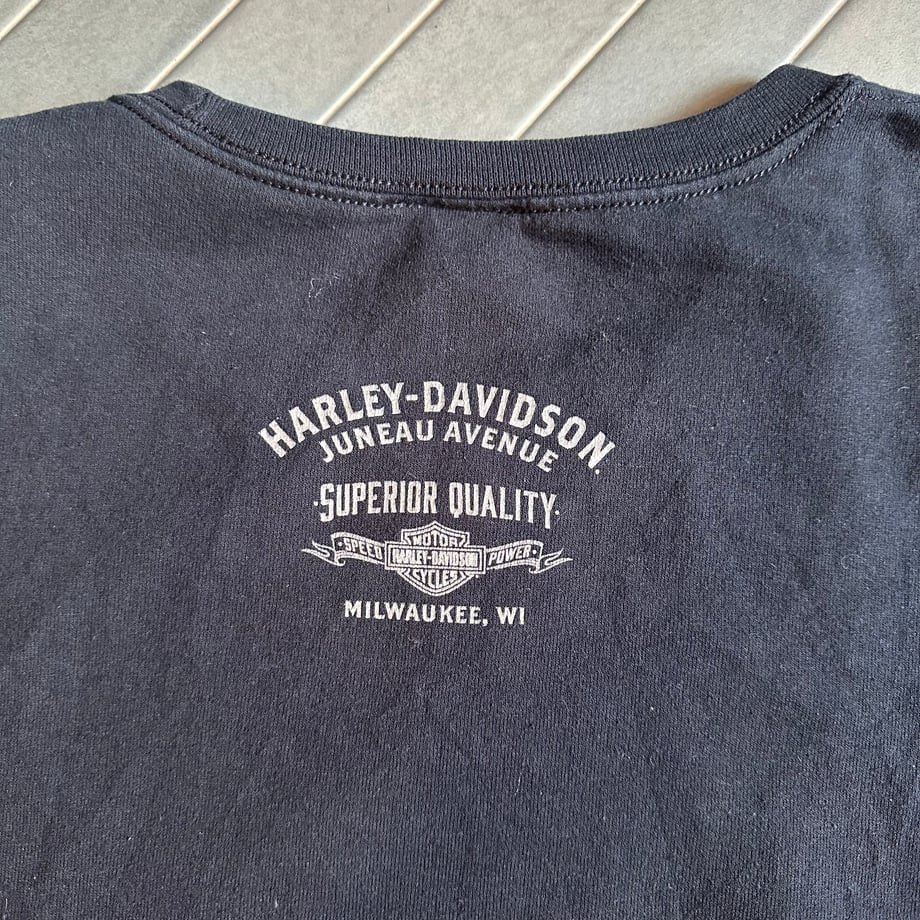 HARLEY-DAVIDSON
JUNEAU AVENUE
·SUPERIOR QUALITY·
MOTOR
·SPEED HARLEY-DAVIDSON POWER·
CYCLES
MILWAUKEE, WI